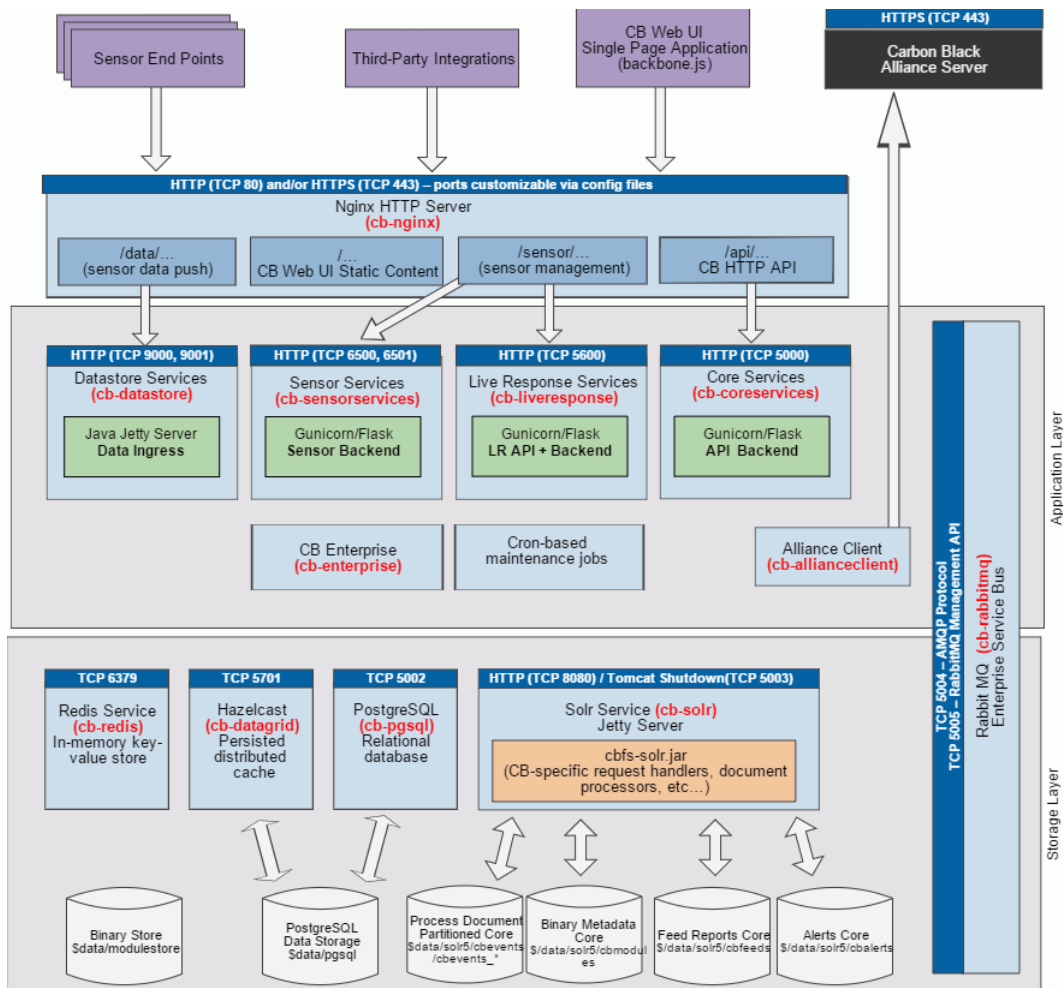 HTTPS (TCP 443)
Carbon Black
Alliance Server
Sensor End Points
Third-Party Integrations
CB Web UI
Single Page Application
(backbone.js)
HTTP (TCP 80) and/or HTTPS (TCP 443) – ports customizable via config files
Nginx HTTP Server
(cb-nginx)
/data/…
(sensor data push)
/…
CB Web UI Static Content
/sensor/…
(sensor management)
/api/…
CB HTTP API
HTTP (TCP 9000, 9001)
Datastore Services
(cb-datastore)
Java Jetty Server
Data Ingress
HTTP (TCP 6500, 6501)
Sensor Services
(cb-sensorservices)
Gunicorn/Flask
Sensor Backend
HTTP (TCP 5600)
Live Response Services
(cb-liveresponse)
Gunicorn/Flask
LR API + Backend
HTTP (TCP 5000)
Core Services
(cb-coreservices)
Gunicorn/Flask
API Backend
CB Enterprise
(cb-enterprise)
Cron-based
maintenance jobs
Alliance Client
(cb-allianceclient)
Application Layer
TCP 5004 – AMQP Protocol
TCP 5005 – RabbitMQ Management API
Rabbit MQ (cb-rabbitmq)
Enterprise Service Bus
TCP 6379
Redis Service
(cb-redis)
In-memory key-
value store
TCP 5701
Hazelcast
(cb-datagrid)
Persisted
distributed
cache
TCP 5002
PostgreSQL
(cb-pgsql)
Relational
database
HTTP (TCP 8080) / Tomcat Shutdown(TCP 5003)
Solr Service (cb-solr)
Jetty Server
cbfs-solr.jar
(CB-specific request handlers, document
processors, etc…)
Storage Layer
Binary Store
$data/modulestore
PostgreSQL
Data Storage
$data/pgsql
Process Document
Partitioned Core
$data/solr5/cbevents
/cbevents_*
Binary Metadata
Core
$/data/solr5/cbmodul
es
Feed Reports Core
$/data/solr5/cbfeeds
Alerts Core
$/data/solr5/cbalerts